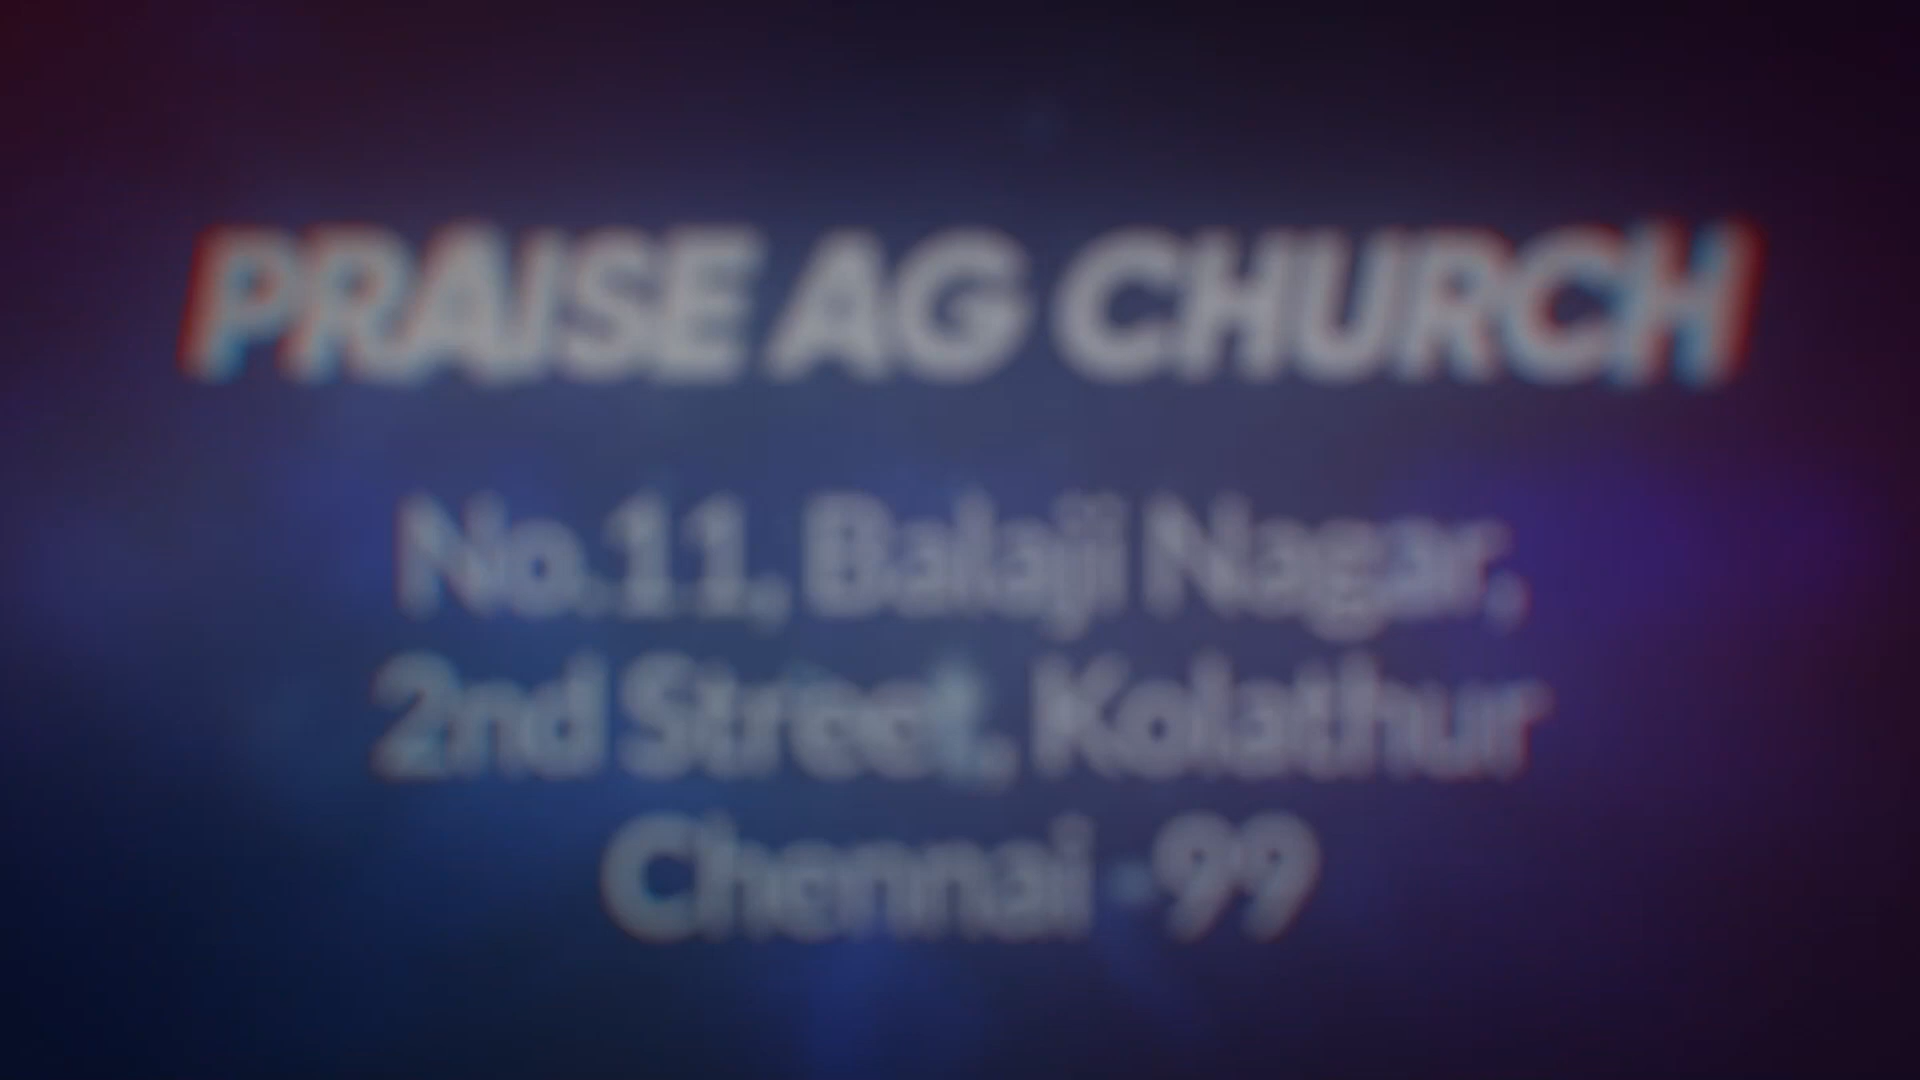 PRAISE AG CHURCH
No.11, Balaji Nagar,
2nd Street, Kolathur
Chennai -99